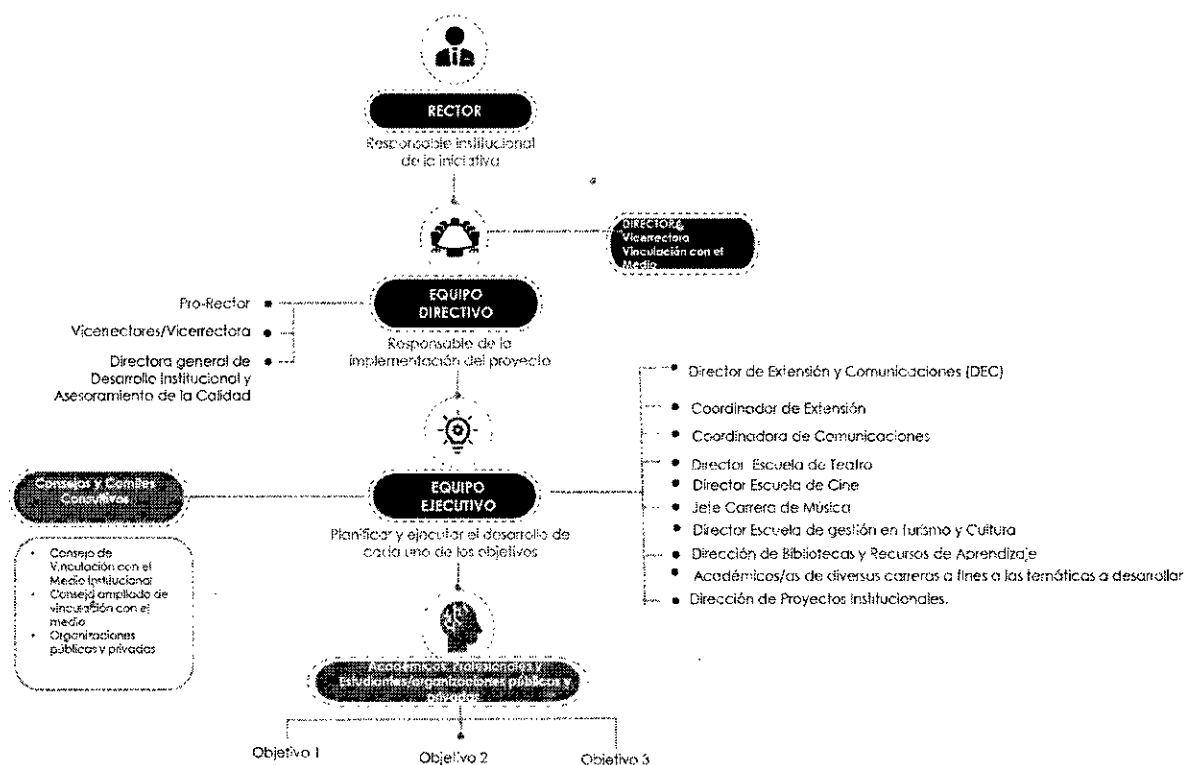 RECTOR
Responsable institucional
de la iniciativa
DIRECTORA
Vicerrectora
Vinculación con el
Medio
EQUIPO
DIRECTIVO
Responsable de la
implementación del proyecto
Pro-Rector
Vicerrectores/Vicerrectora
Directora general de
Desarrollo Institucional y
Asesoramiento de la Calidad
EQUIPO
EJECUTIVO
Planificar y ejecutar el desarrollo de
cada uno de los objetivos
Consejos y Comités
Consultivos
• Consejo de
Vinculación con el
Medio Institucional
• Consejo ampliado de
vinculación con el
medio
• Organizaciones
públicas y privadas
Director de Extensión y Comunicaciones (DEC)
Coordinador de Extensión
Coordinadora de Comunicaciones
Director Escuela de Teatro
Director Escuela de Cine
Jefe Carrera de Música
Director Escuela de gestión en Turismo y Cultura
Dirección de Bibliotecas y Recursos de Aprendizaje
Académicos/as de diversas carreras a fines a las temáticas a desarrollar
Dirección de Proyectos Institucionales.
Académicos, Profesionales y
Estudiantes/organizaciones públicas y
privadas
Objetivo 1
Objetivo 2
Objetivo 3